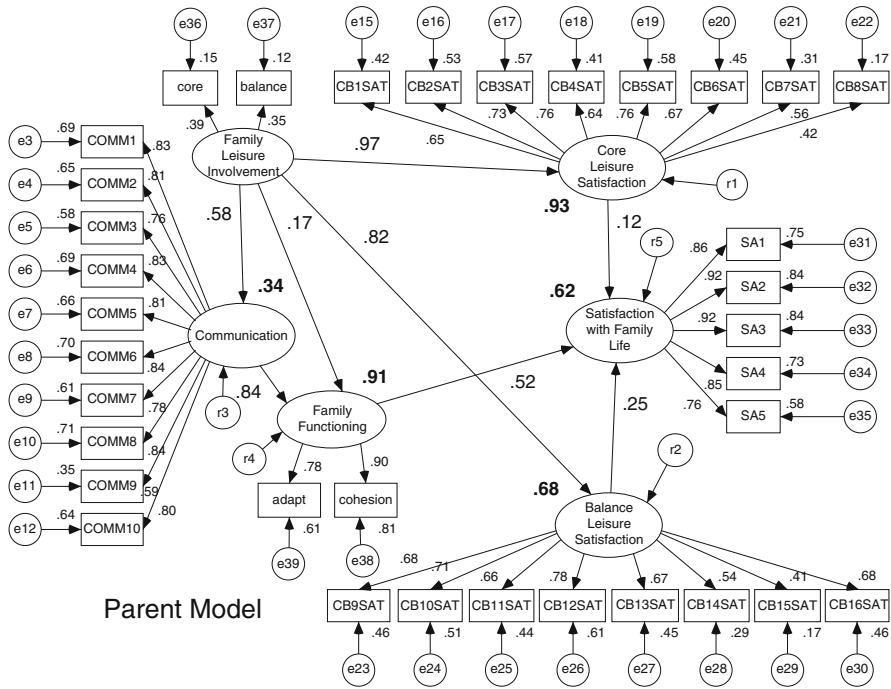 e36 e37 e15 e16 e17 e18 e19 e20 e21 e22
.15 .12 .42 .53 .57 .41 .58 .45 .31 .17
core balance CB1SAT CB2SAT CB3SAT CB4SAT CB5SAT CB6SAT CB7SAT CB8SAT
.39 .35 .65 .73 .76 .64 .76 .67 .56 .42
Family
Leisure
Involvement
.97
Core
Leisure
Satisfaction
.93
r1
e3 .69 COMM1 .83
e4 .65 COMM2 .81
e5 .58 COMM3 .76
e6 .69 COMM4 .83
e7 .66 COMM5 .81
e8 .70 COMM6 .84
e9 .61 COMM7 .78
e10 .71 COMM8 .84
e11 .35 COMM9 .59
e12 .64 COMM10 .80
.58 .17 .82 .12
r5
.34
Communication
r3
.84
.62
Satisfaction
with Family
Life
.86 SA1 .75 e31
.92 SA2 .84 e32
.92 SA3 .84 e33
.85 SA4 .73 e34
.76 SA5 .58 e35
.91
Family
Functioning
r4
.52
.25
.78 .90
adapt cohesion
.61 .81
e39 e38
r2
.68
Balance
Leisure
Satisfaction
.68 .71 .66 .78 .67 .54 .41 .68
CB9SAT CB10SAT CB11SAT CB12SAT CB13SAT CB14SAT CB15SAT CB16SAT
.46 .51 .44 .61 .45 .29 .17 .46
e23 e24 e25 e26 e27 e28 e29 e30
Parent Model